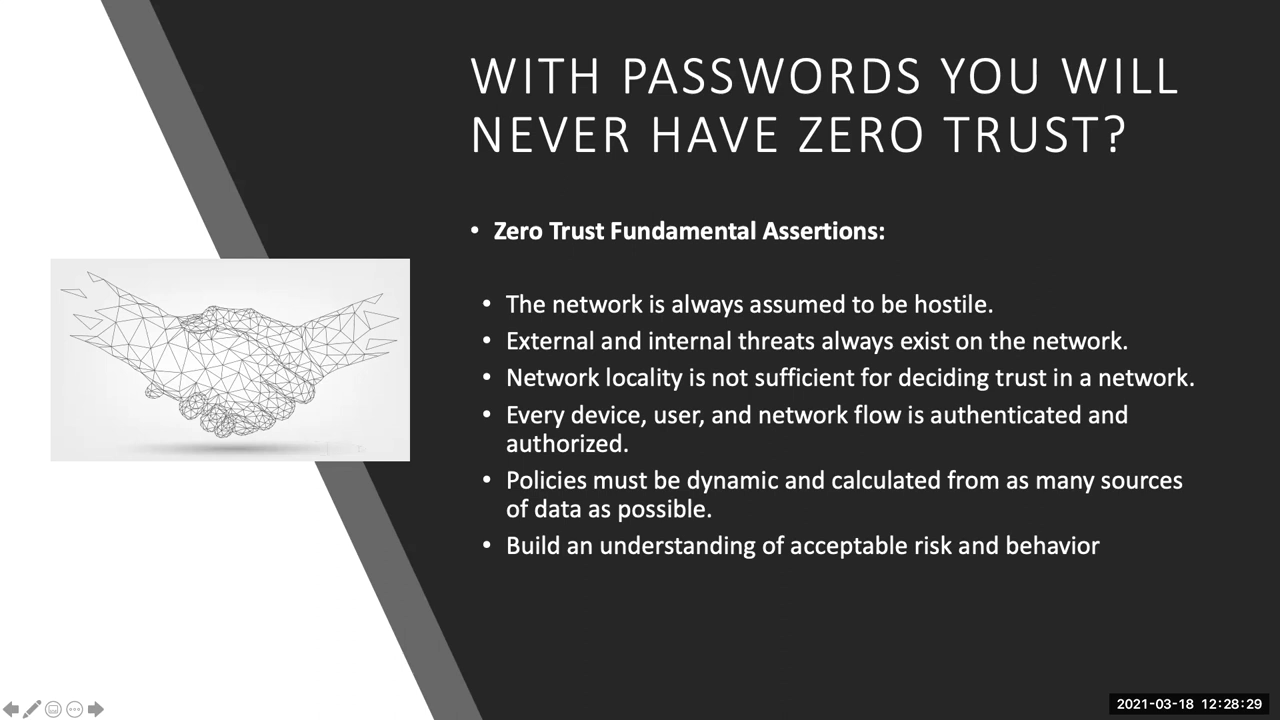 WITH PASSWORDS YOU WILL
NEVER HAVE ZERO TRUST?
• Zero Trust Fundamental Assertions:
• The network is always assumed to be hostile.
• External and internal threats always exist on the network.
• Network locality is not sufficient for deciding trust in a network.
• Every device, user, and network flow is authenticated and
authorized.
• Policies must be dynamic and calculated from as many sources
of data as possible.
• Build an understanding of acceptable risk and behavior
2021-03-18 12:28:29